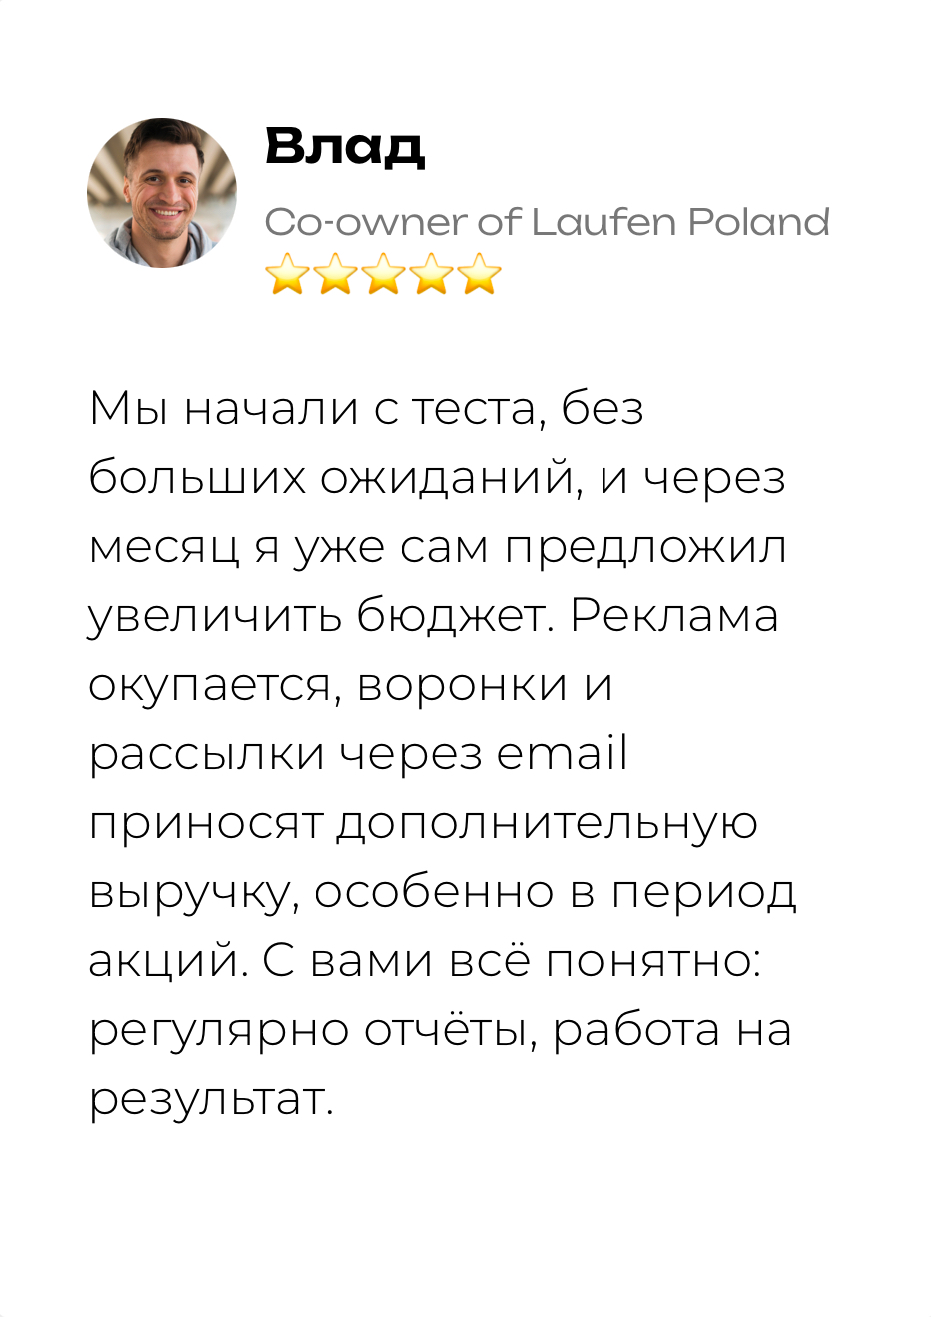 Влад
Co-owner of Laufen Poland
Мы начали с теста, без
больших ожиданий, и через
месяц я уже сам предложил
увеличить бюджет. Реклама
окупается, воронки и
рассылки через email
приносят дополнительную
выручку, особенно в период
акций. С вами всё понятно:
регулярно отчёты, работа на
результат.